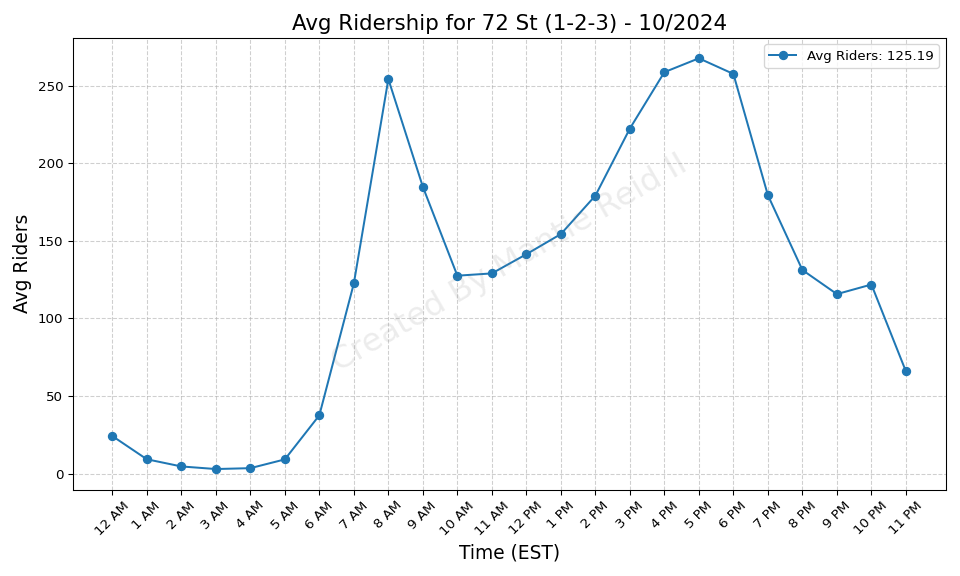 Avg Ridership for 72 St (1-2-3) - 10/2024
Avg Riders: 125.19
Avg Riders
250
200
150
100
50
0
Created By Mantie Reid II
12 AM
1 AM
2 AM
3 AM
4 AM
5 AM
6 AM
7 AM
8 AM
9 AM
10 AM
11 AM
12 PM
1 PM
2 PM
3 PM
4 PM
5 PM
6 PM
7 PM
8 PM
9 PM
10 PM
11 PM
Time (EST)